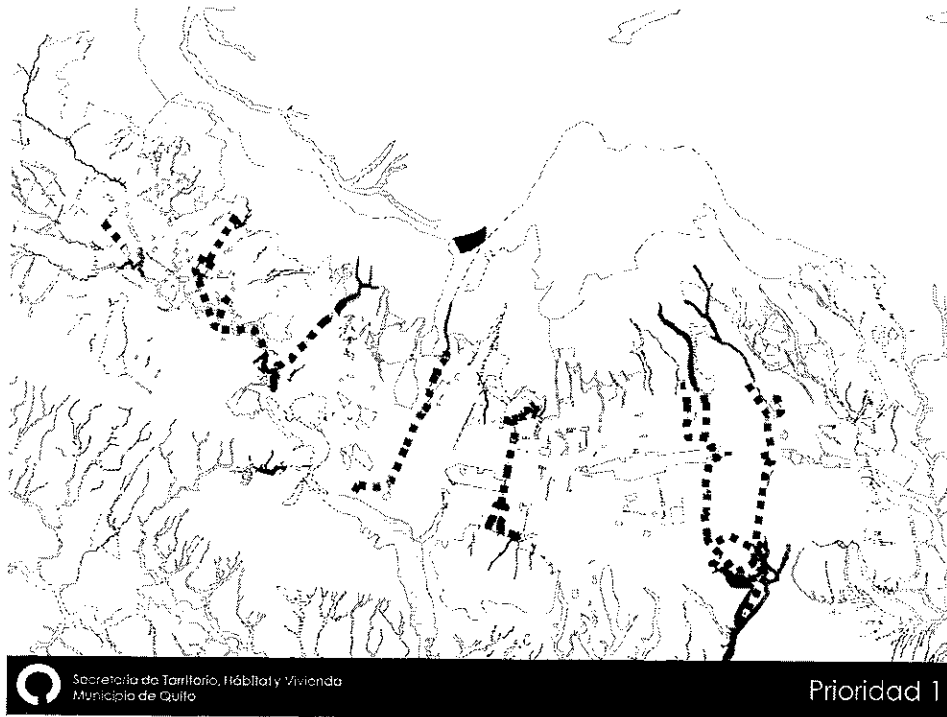 Secretaría de Territorio, Hábitat y Vivienda
Municipio de Quito
Prioridad 1